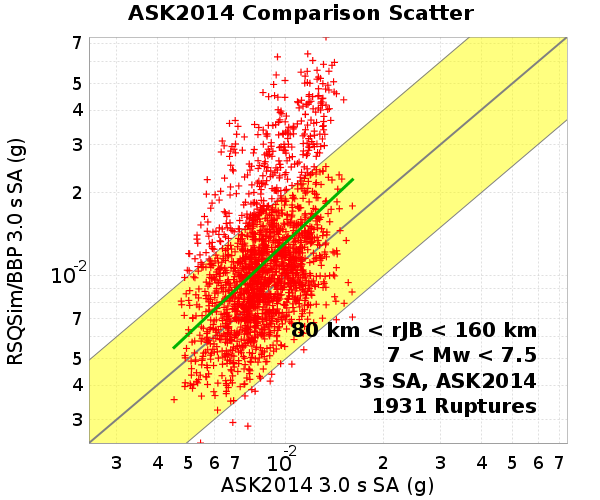 ASK2014 Comparison Scatter
RSQSim/BBP 3.0 s SA (g)
7
5
4
3
2
10-2
7
5
4
3
80 km < rJB < 160 km
7 < Mw < 7.5
3s SA, ASK2014
1931 Ruptures
3 4 5 6 7 10-2 2 3 4 5 6 7
ASK2014 3.0 s SA (g)